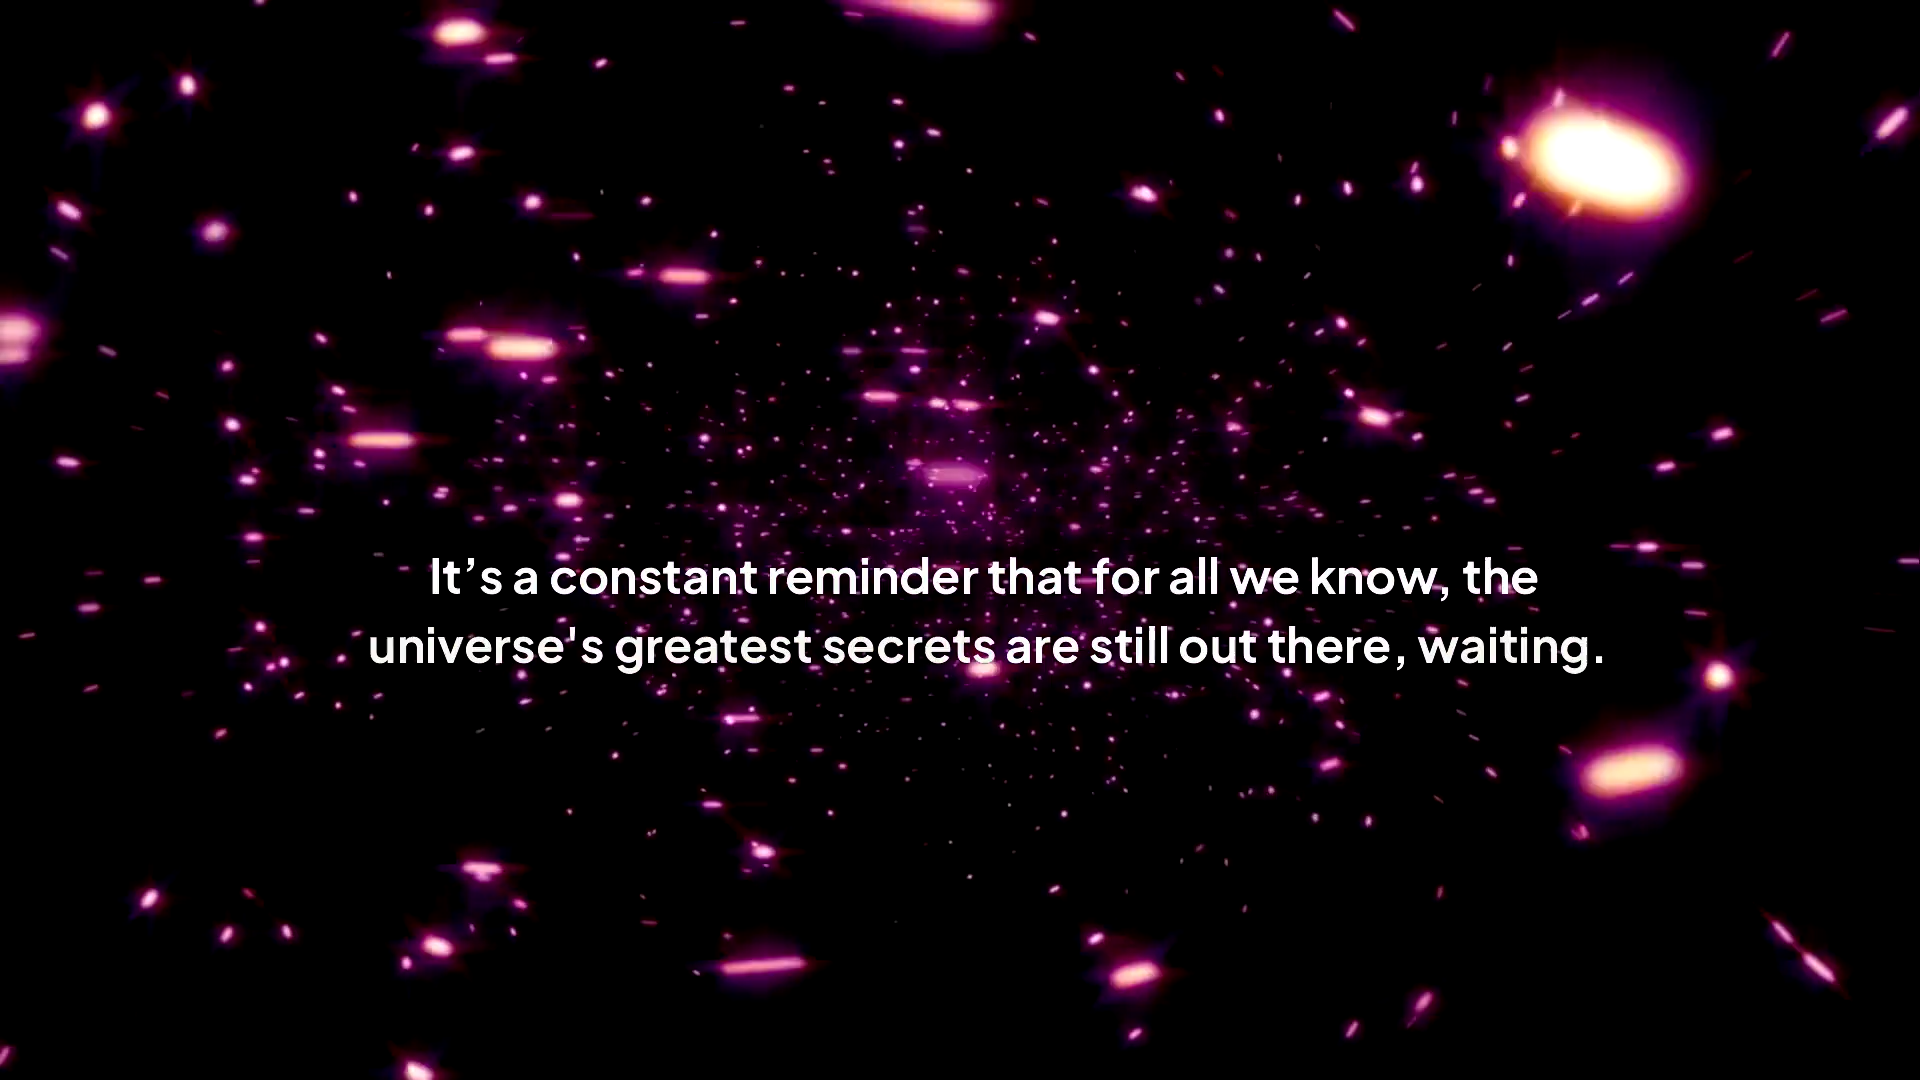 It’s a constant reminder that for all we know, the
universe's greatest secrets are still out there, waiting.